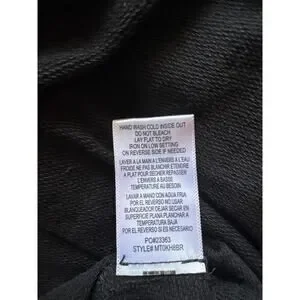 HAND WASH COLD INSIDE OUT
DO NOT BLEACH
LAY FLAT TO DRY
IRON ON LOW SETTING
ON REVERSE SIDE IF NEEDED
LAVER A LA MAIN A L'ENVERS A L'EAU
FROIDE.NE PAS BLANCHIR ETENDRE
A PLAT POUR SECHER REPASSER
L'ENVERS A BASSE
TEMPERATURE AU BESOIN
LAVAR A MANO CON AGUA FRIA
POR EL REVERSO NO USAR
BLANQUEADOR DEJAR SECAR EN
SUPERFICIE PLANA PLANCHAR A
TEMPERATURA BAJA
POR EL REVERSO SI ES NECESARIO
PO#23363
STYLE# MT0KH8BR